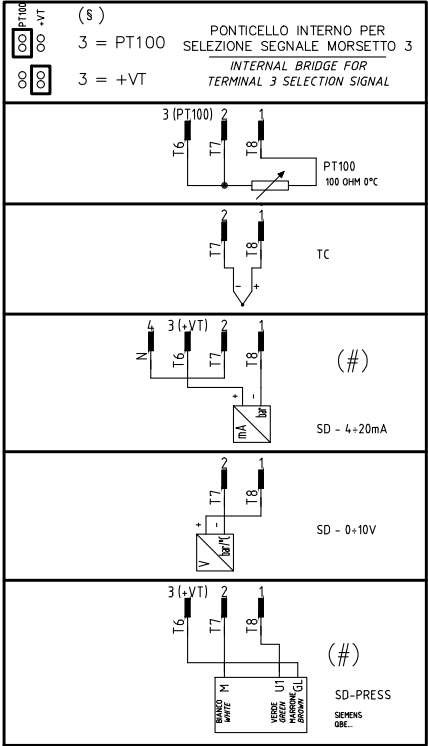 PT100 +VT
(§)
3 = PT100
3 = +VT
PONTICELLO INTERNO PER
SELEZIONE SEGNALE MORSETTO 3
INTERNAL BRIDGE FOR
TERMINAL 3 SELECTION SIGNAL
3 (PT100) 2 1
T6 T7 T8
PT100
100 OHM 0°C
2 1
T7 T8
- +
TC
4 3 (+VT) 2 1
N T6 T7 T8
(#)
+ -
mA bar
SD - 4÷20mA
2 1
T7 T8
+ -
V bar/°C
SD - 0÷10V
3 (+VT) 2 1
T6 T7 T8
(#)
M U1 GL
BIANCO
WHITE
VERDE
GREEN
MARRONE
BROWN
SD-PRESS
SIEMENS
QBE...